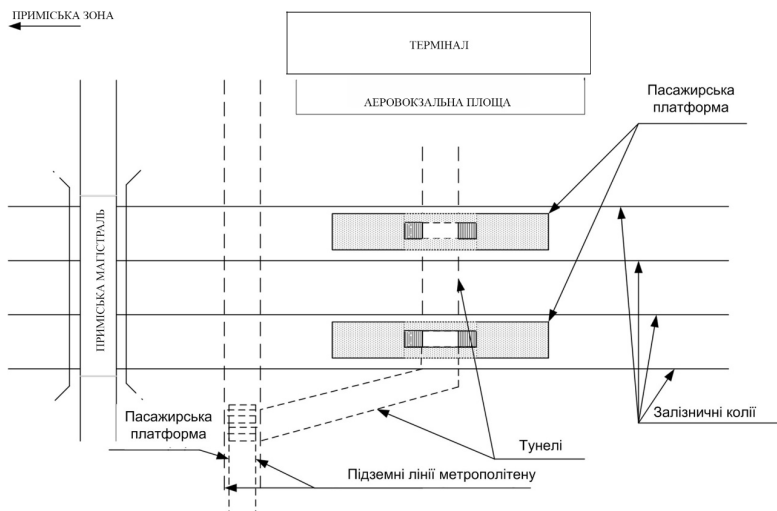 ПРИМІСЬКА ЗОНА
ТЕРМІНАЛ
АЕРОВОКЗАЛЬНА ПЛОЩА
Пасажирська
платформа
ПРИМІСЬКА МАГІСТРАЛЬ
Пасажирська
платформа
Залізничні колії
Тунелі
Підземні лінії метрополітену